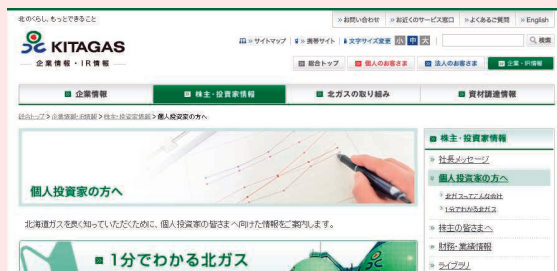 北のくらし、もっとできること
» お問い合わせ » お近くのサービス窓口 » よくあるご質問 » English
KITAGAS
企業情報・IR情報
» サイトマップ » 携帯サイト 文字サイズ変更 小 中 大 検索
総合トップ 個人のお客さま 法人のお客さま 企業・IR情報
企業情報 株主・投資家情報 北ガスの取り組み 資材調達情報
総合トップ > 企業情報・IR情報 > 株主・投資家情報 > 個人投資家の方へ
個人投資家の方へ
北海道ガスを良く知っていただくために、個人投資家の皆さまへ向けた情報をご案内します。
1分でわかる北ガス
株主・投資家情報
» 社長メッセージ
» 個人投資家の方へ
> 北ガスってこんな会社
> 1分でわかる北ガス
» 株主の皆さまへ
» 財務・業績情報
» ライブラリ